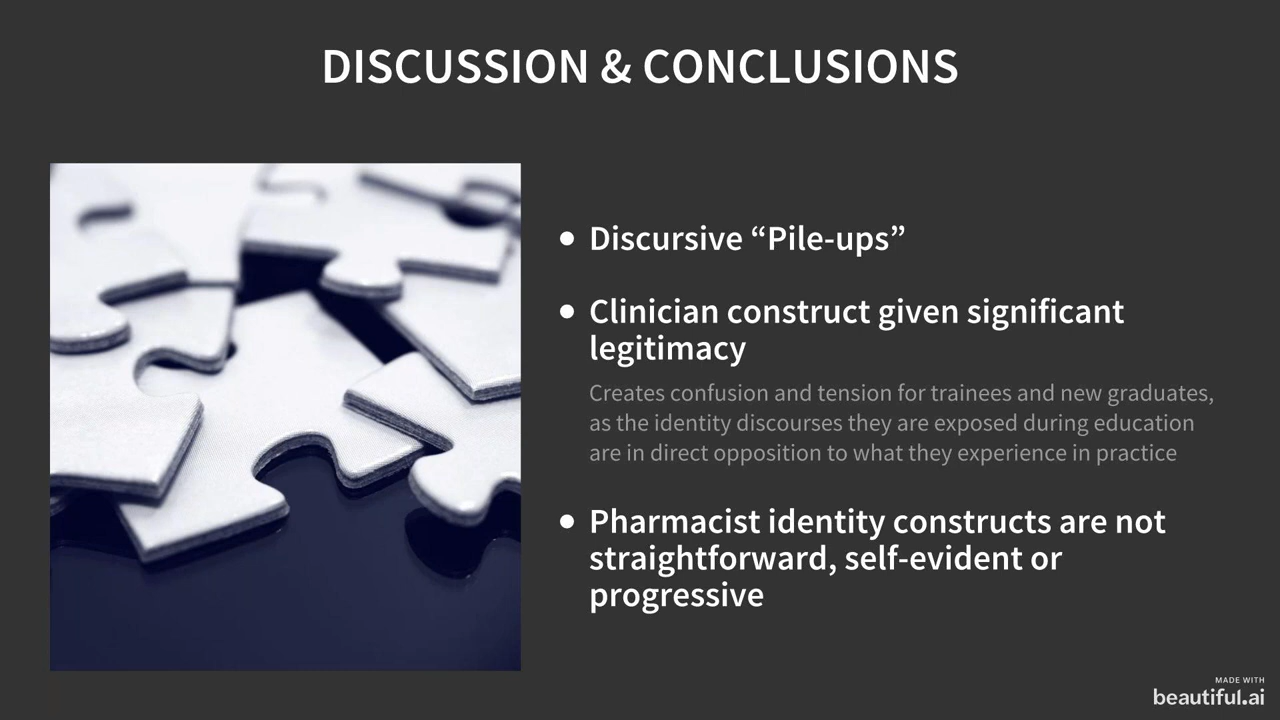 DISCUSSION & CONCLUSIONS
• Discursive “Pile-ups”
• Clinician construct given significant
legitimacy
Creates confusion and tension for trainees and new graduates,
as the identity discourses they are exposed during education
are in direct opposition to what they experience in practice
• Pharmacist identity constructs are not
straightforward, self-evident or
progressive
MADE WITH
beautiful.ai